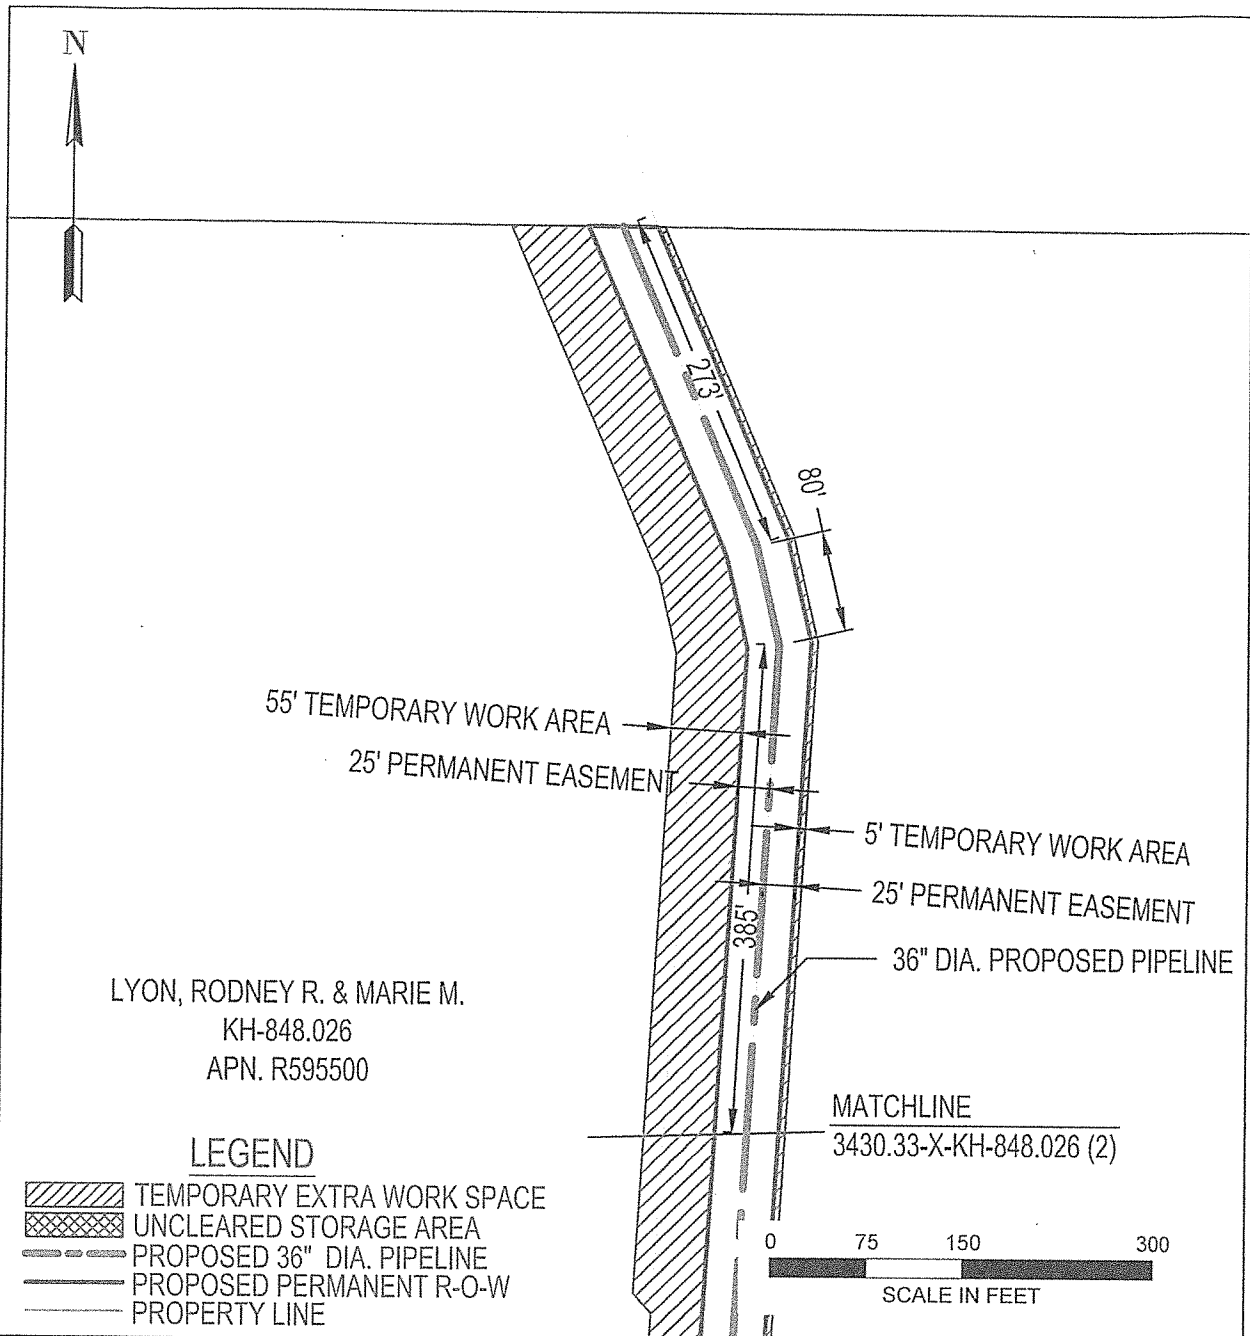 N
273'
80'
55' TEMPORARY WORK AREA
25' PERMANENT EASEMENT
5' TEMPORARY WORK AREA
25' PERMANENT EASEMENT
385'
36" DIA. PROPOSED PIPELINE
LYON, RODNEY R. & MARIE M.
KH-848.026
APN. R595500
MATCHLINE
3430.33-X-KH-848.026 (2)
LEGEND
TEMPORARY EXTRA WORK SPACE
UNCLEARED STORAGE AREA
PROPOSED 36" DIA. PIPELINE
PROPOSED PERMANENT R-O-W
PROPERTY LINE
0 75 150 300
SCALE IN FEET